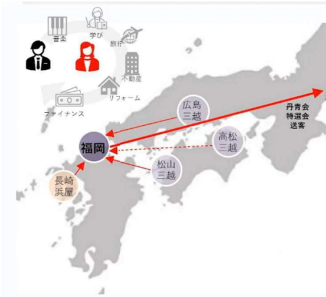 音楽
学び
旅行
不動産
リフォーム
ファイナンス
広島
三越
丹青会
特選会
送客
高松
三越
福岡
松山
三越
長崎
浜屋